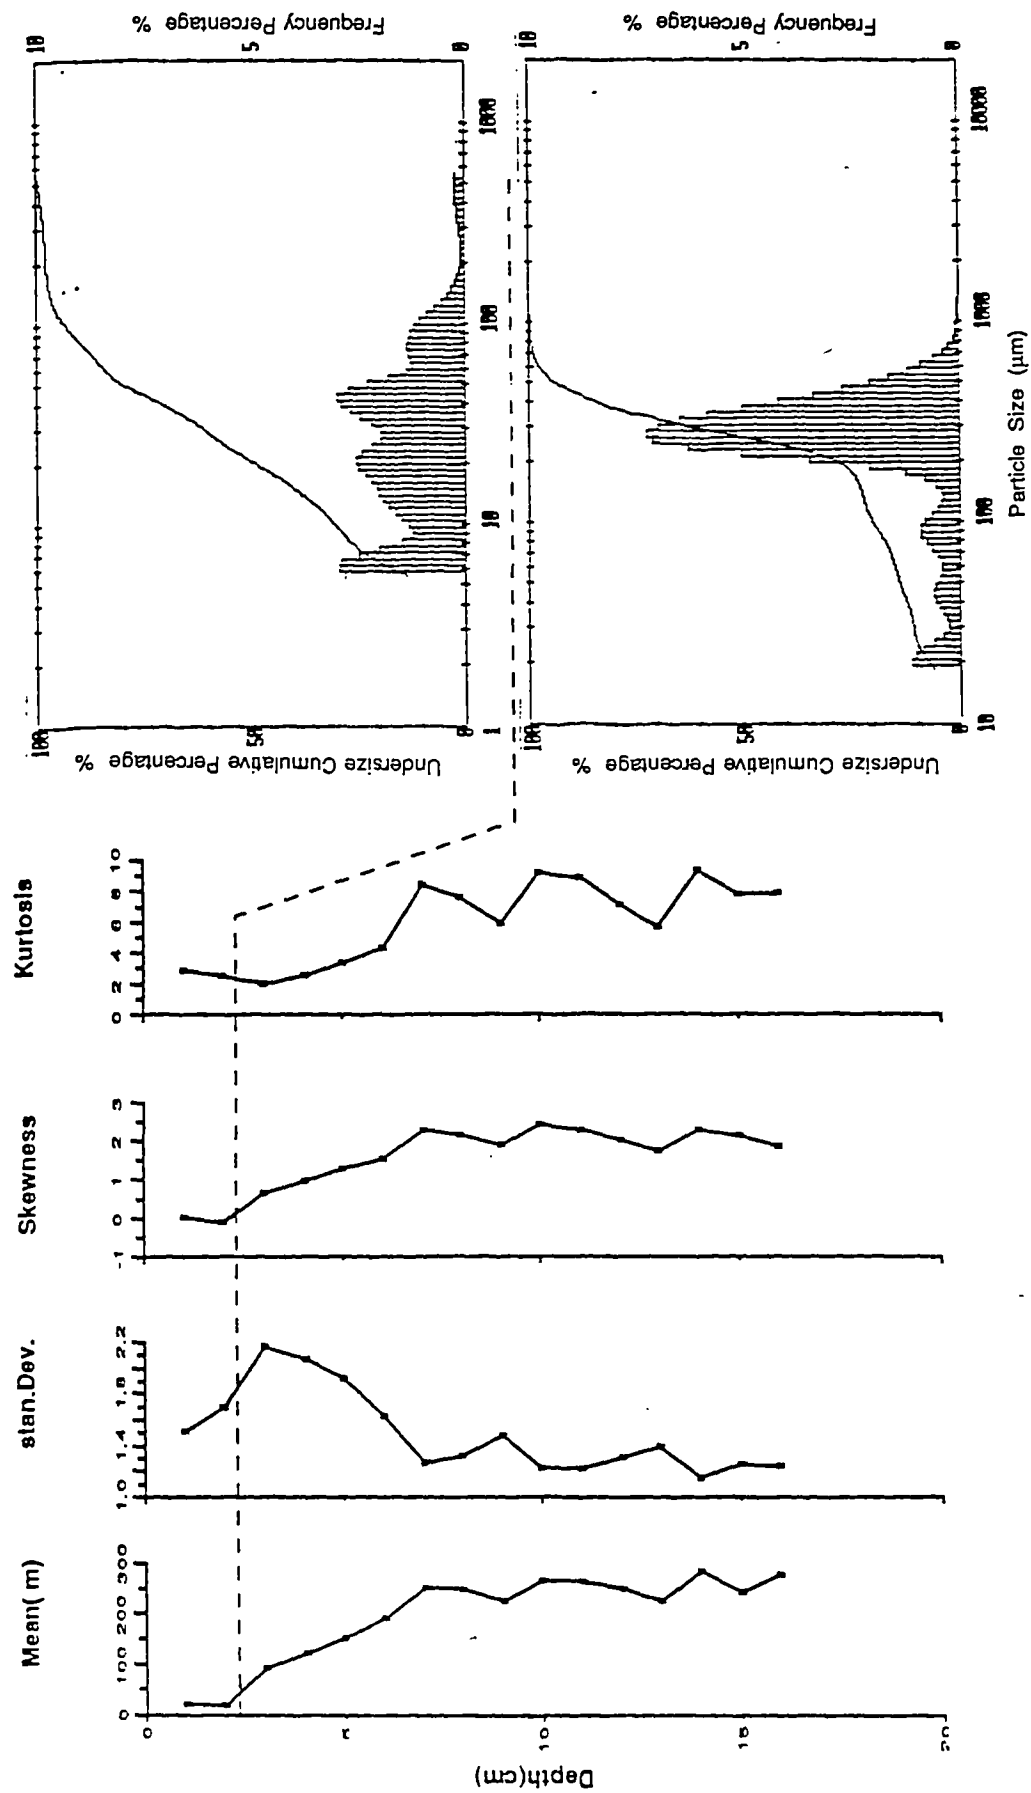 Mean( m)
0 100 200 300
stan.Dev.
1.0 1.4 1.8 2.2
Skewness
-1 0 1 2 3
Kurtosis
0 2 4 6 8 10
Depth(cm)
0
10
15
20
Undersize Cumulative Percentage %
100 50 0
Frequency Percentage %
10 5 0
1 10 100 1000
Undersize Cumulative Percentage %
100 50 0
Frequency Percentage %
10 5 0
10 100 1000 10000
Particle Size (µm)